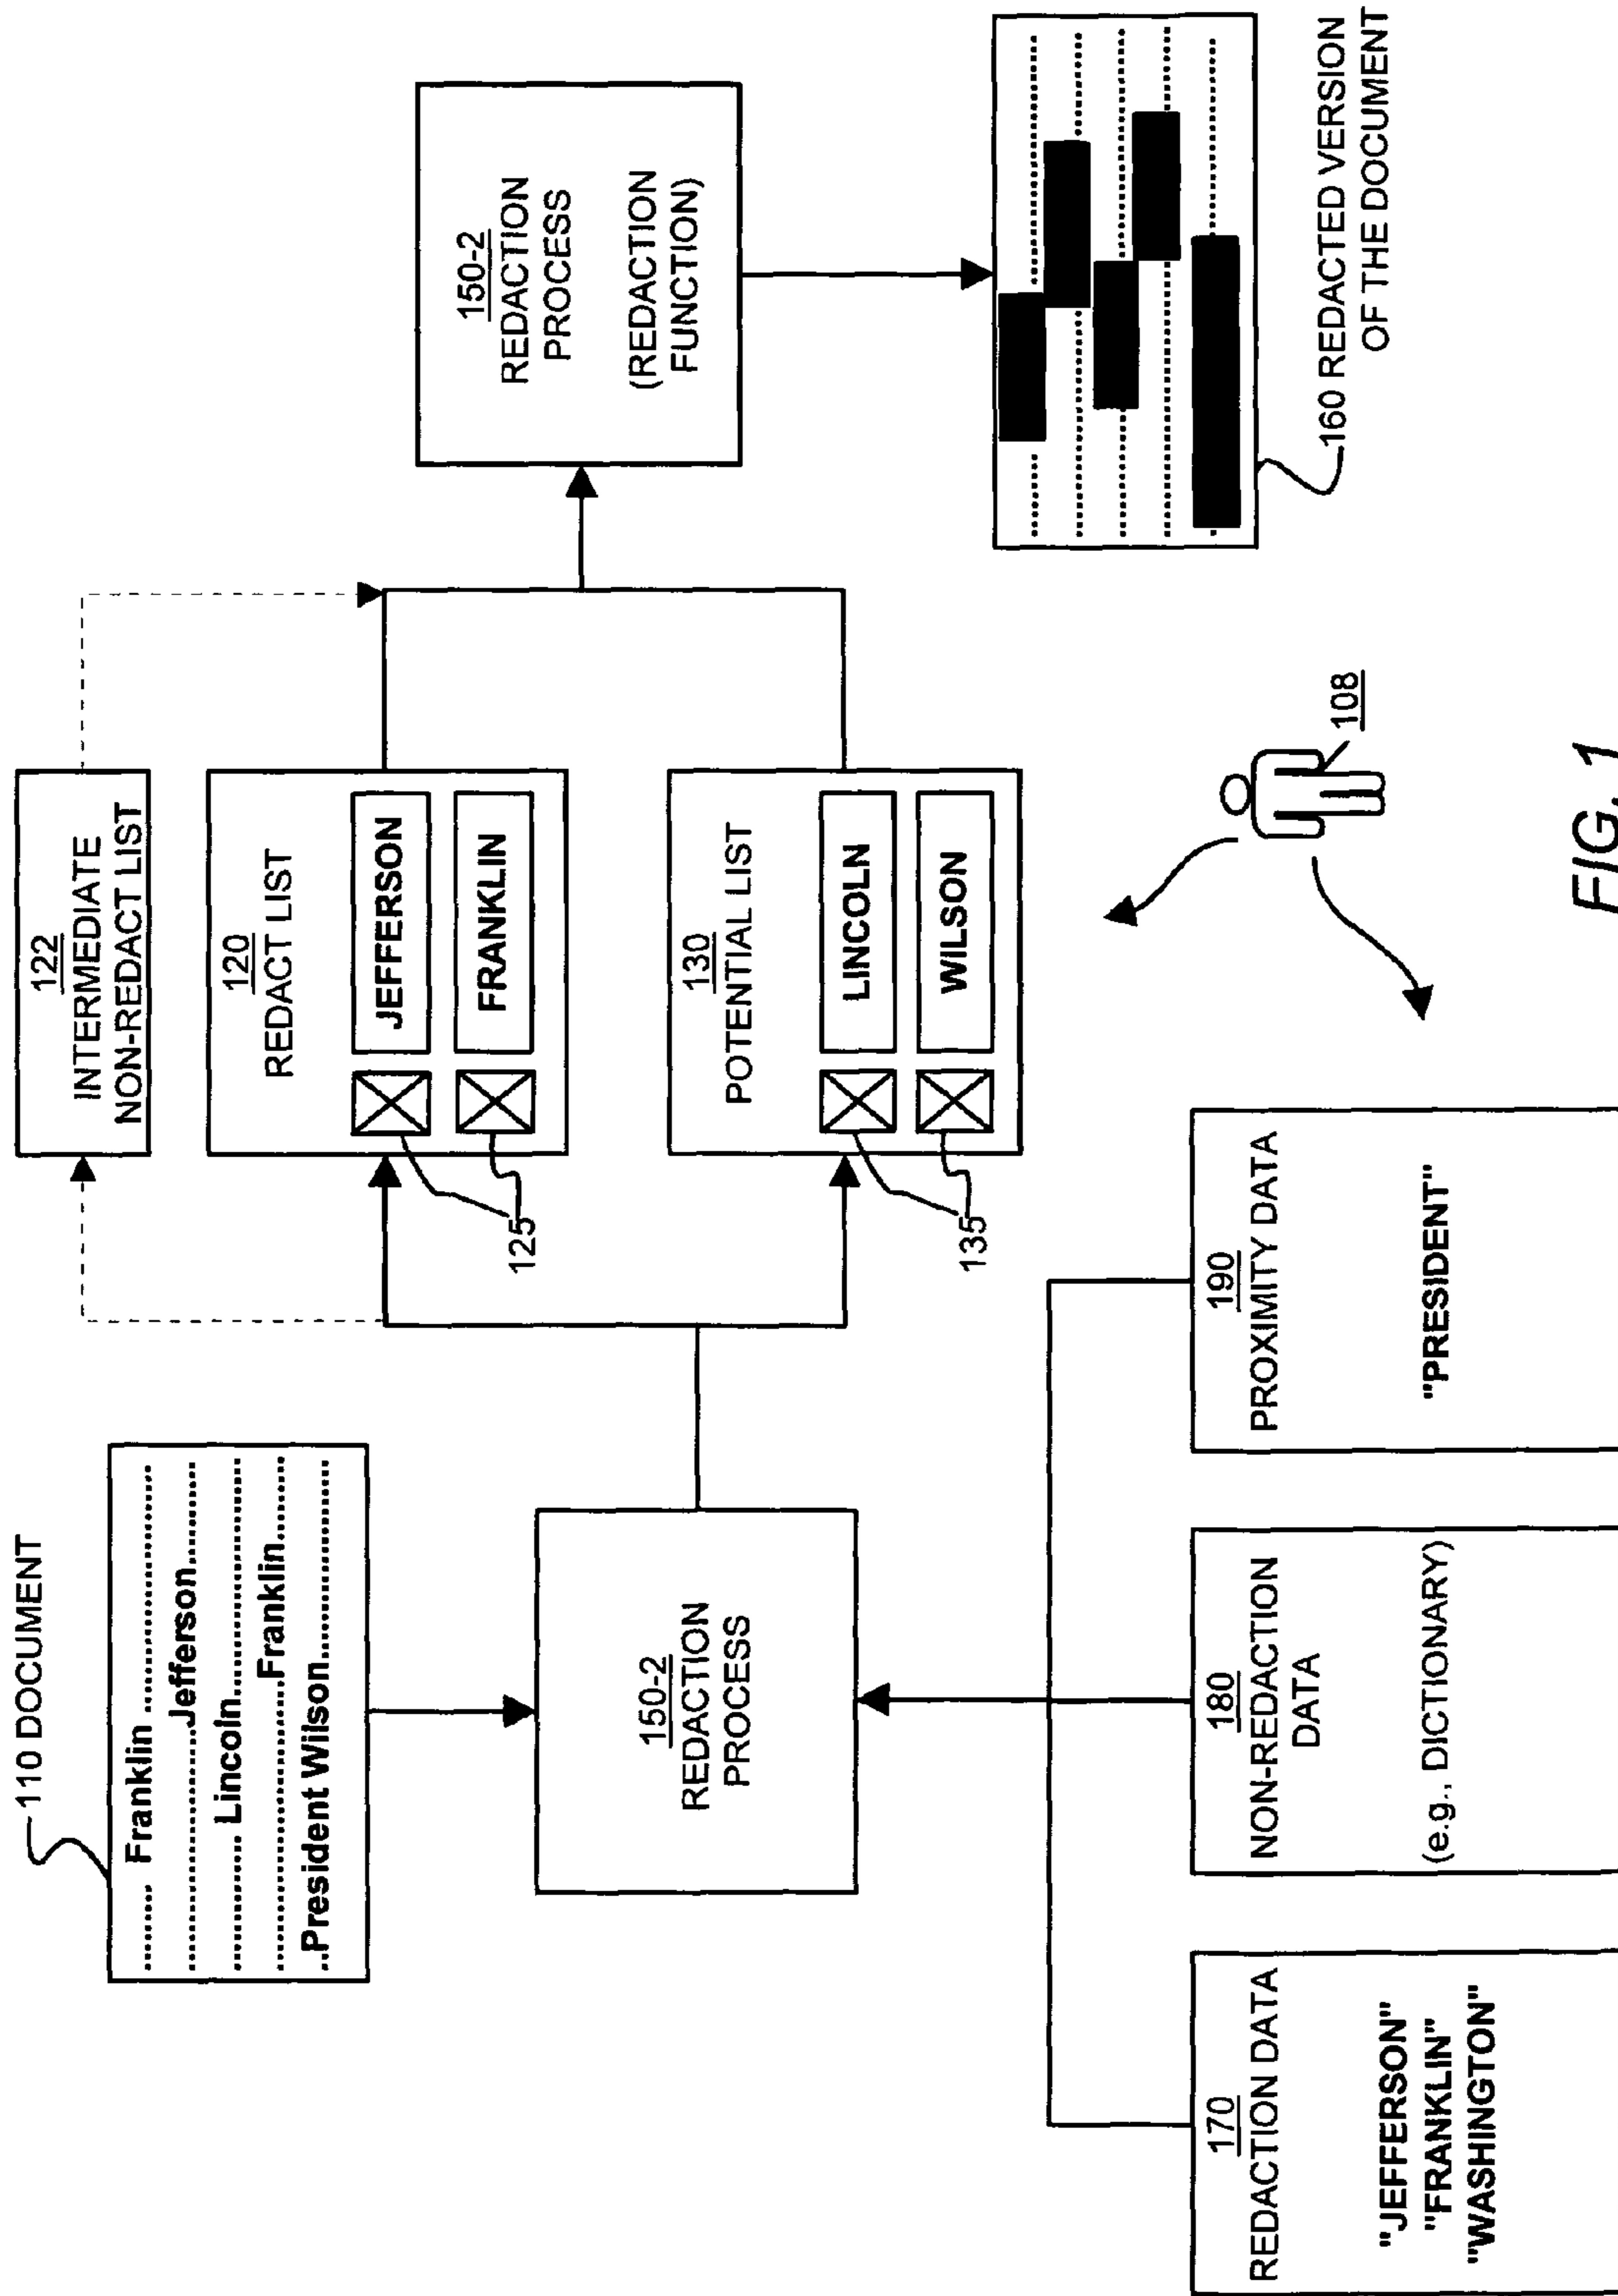 110 DOCUMENT
........ Franklin ............................
..............................Jefferson............
............. Lincoln..........................
....................................Franklin.........
...President Wilson......................
150-2
REDACTION
PROCESS
122
INTERMEDIATE
NON-REDACT LIST
120
REDACT LIST
JEFFERSON
FRANKLIN
125
130
POTENTIAL LIST
LINCOLN
WILSON
135
150-2
REDACTION
PROCESS
(REDACTION
FUNCTION)
160 REDACTED VERSION
OF THE DOCUMENT
108
170
REDACTION DATA
"JEFFERSON"
"FRANKLIN"
"WASHINGTON"
180
NON-REDACTION
DATA
(e.g., DICTIONARY)
190
PROXIMITY DATA
"PRESIDENT"
FIG. 1